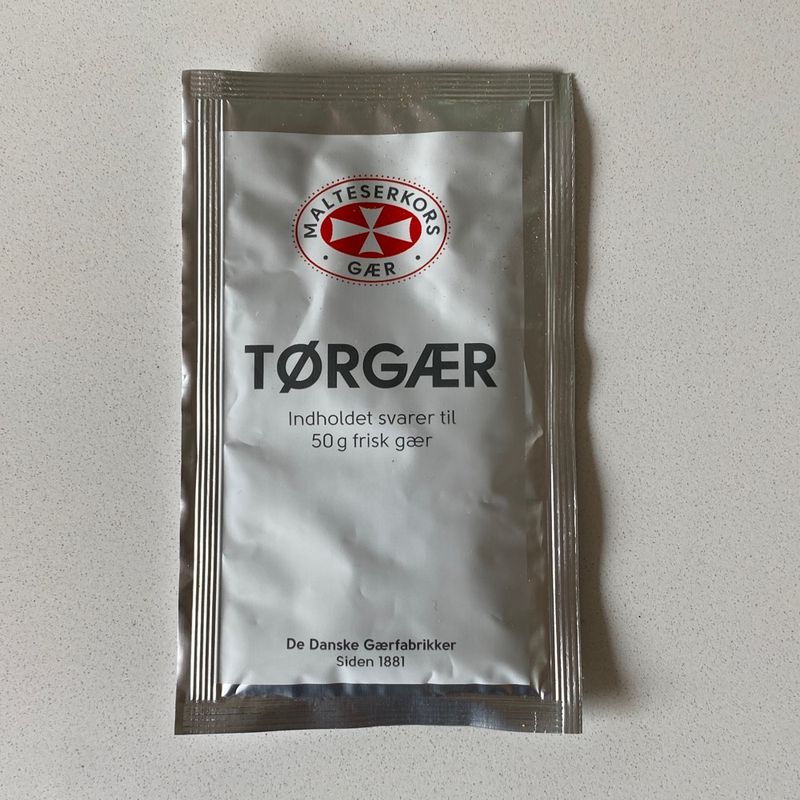 MALTESERKORS
• GÆR •
TØRGÆR
Indholdet svarer til
50 g frisk gær
De Danske Gærfabrikker
Siden 1881